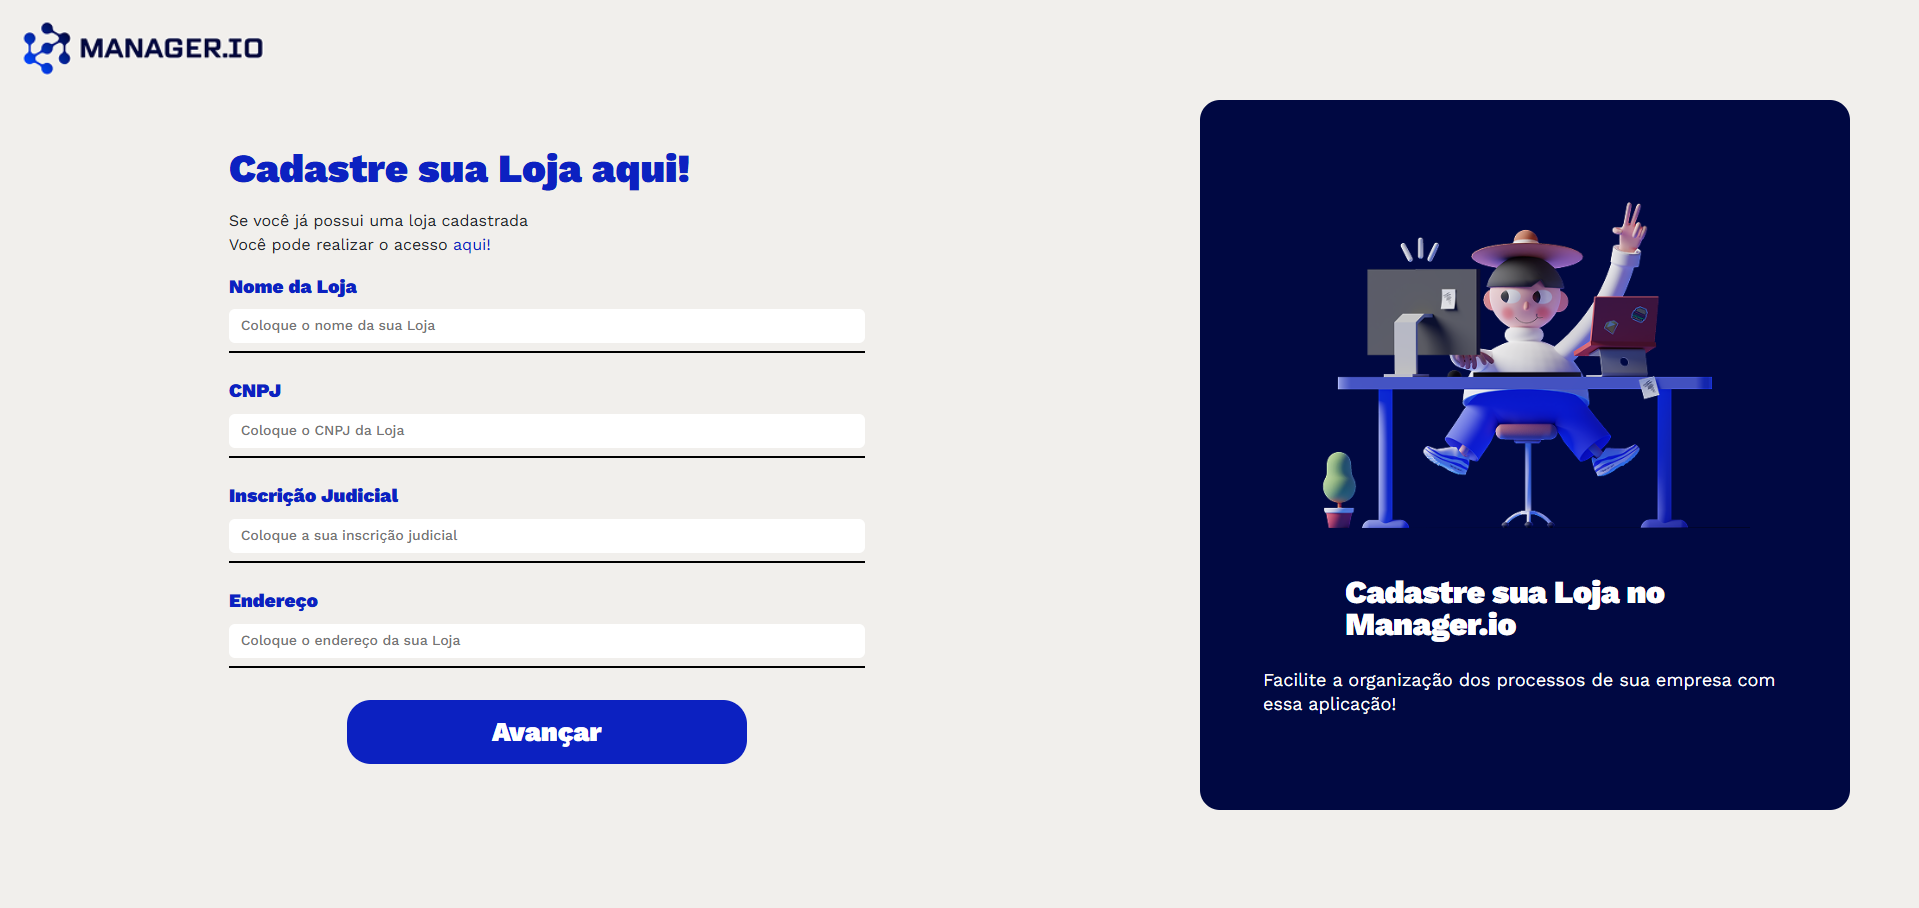 MANAGER.IO
Cadastre sua Loja aqui!
Se você já possui uma loja cadastrada
Você pode realizar o acesso aqui!
Nome da Loja
Coloque o nome da sua Loja
CNPJ
Coloque o CNPJ da Loja
Inscrição Judicial
Coloque a sua inscrição judicial
Endereço
Coloque o endereço da sua Loja
Avançar
Cadastre sua Loja no
Manager.io
Facilite a organização dos processos de sua empresa com
essa aplicação!